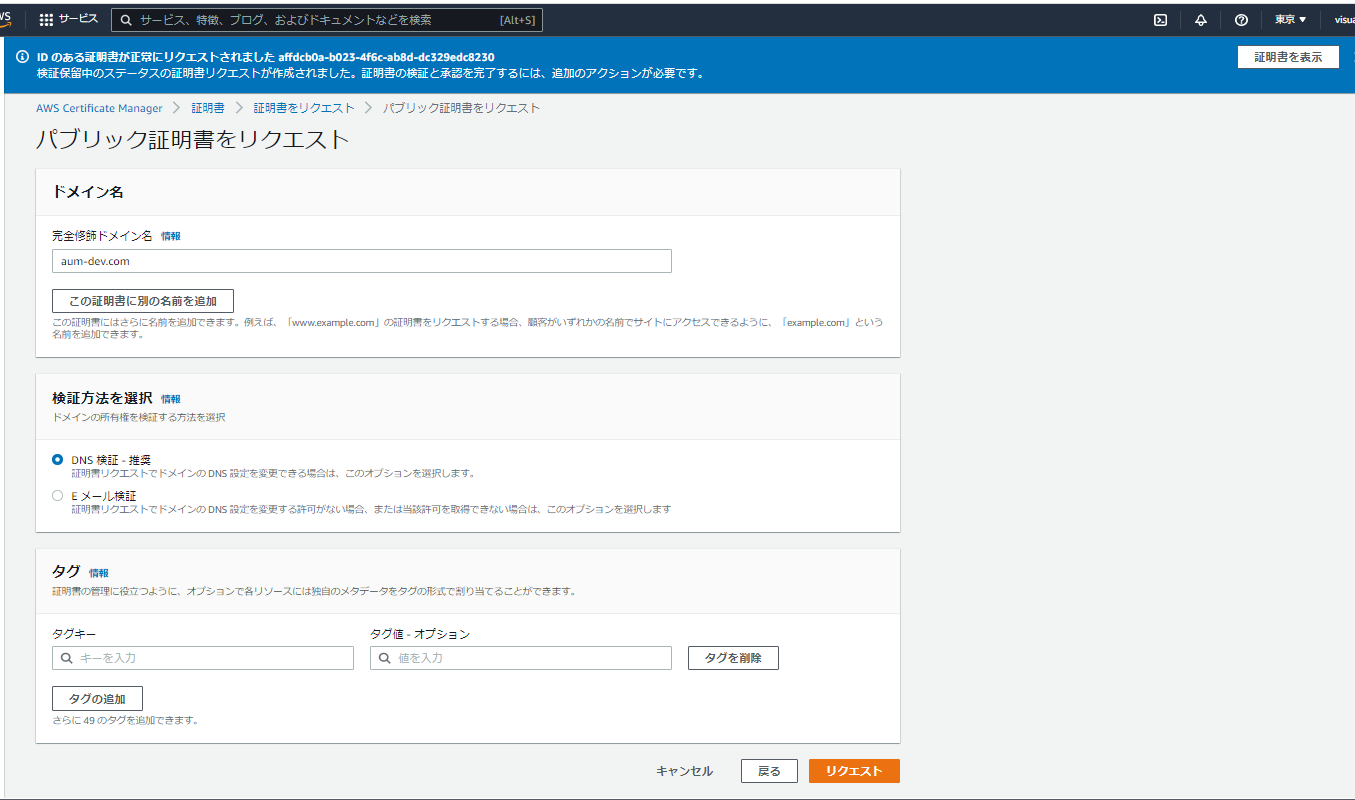 サービス
サービス、特徴、ブログ、およびドキュメントなどを検索 [Alt+S]
東京 ▼
ID のある証明書が正常にリクエストされました affdcb0a-b023-4f6c-ab8d-dc329edc8230
検証保留中のステータスの証明書リクエストが作成されました。証明書の検証と承認を完了するには、追加のアクションが必要です。
証明書を表示
AWS Certificate Manager > 証明書 > 証明書をリクエスト > パブリック証明書をリクエスト
パブリック証明書をリクエスト
ドメイン名
完全修飾ドメイン名 情報
aum-dev.com
この証明書に別の名前を追加
この証明書にはさらに名前を追加できます。例えば、「www.example.com」の証明書をリクエストする場合、顧客がいずれかの名前でサイトにアクセスできるように、「example.com」という
名前を追加できます。
検証方法を選択 情報
ドメインの所有権を検証する方法を選択
DNS 検証 - 推奨
証明書リクエストでドメインの DNS 設定を変更できる場合は、このオプションを選択します。
E メール検証
証明書リクエストでドメインの DNS 設定を変更する許可がない場合、または当該許可を取得できない場合は、このオプションを選択します
タグ 情報
証明書の管理に役立つように、オプションで各リソースには独自のメタデータをタグの形式で割り当てることができます。
タグキー
タグ値 - オプション
キーを入力
値を入力
タグを削除
タグの追加
さらに 49 のタグを追加できます。
キャンセル
戻る
リクエスト